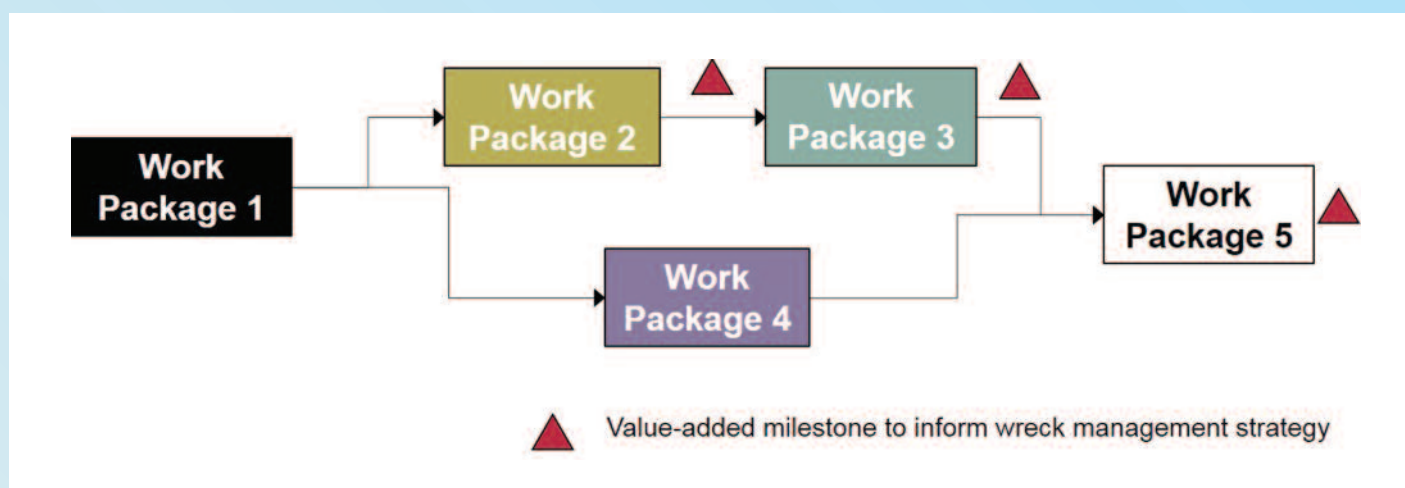 Work
Package 1
Work
Package 2
Work
Package 3
Work
Package 4
Work
Package 5
Value-added milestone to inform wreck management strategy